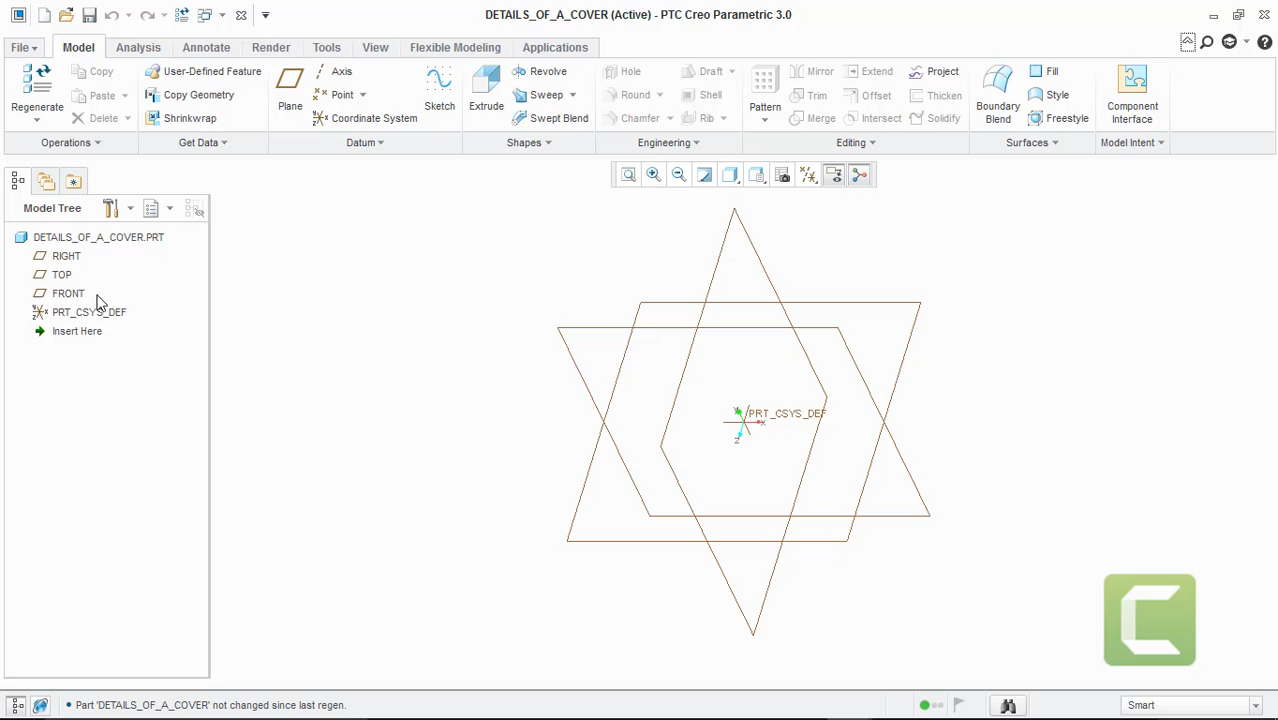 DETAILS_OF_A_COVER (Active) - PTC Creo Parametric 3.0
File Model Analysis Annotate Render Tools View Flexible Modeling Applications
Regenerate
Copy
Paste
Delete
User-Defined Feature
Copy Geometry
Shrinkwrap
Plane
Axis
Point
Coordinate System
Sketch
Extrude
Revolve
Sweep
Swept Blend
Hole
Round
Chamfer
Draft
Shell
Rib
Pattern
Mirror
Trim
Merge
Extend
Offset
Intersect
Project
Thicken
Solidify
Boundary
Blend
Fill
Style
Freestyle
Component
Interface
Operations Get Data Datum Shapes Engineering Editing Surfaces Model Intent
Model Tree
DETAILS_OF_A_COVER.PRT
RIGHT
TOP
FRONT
PRT_CSYS_DEF
Insert Here
Y
PRT_CSYS_DEF
X
Z
Part 'DETAILS_OF_A_COVER' not changed since last regen.
Smart